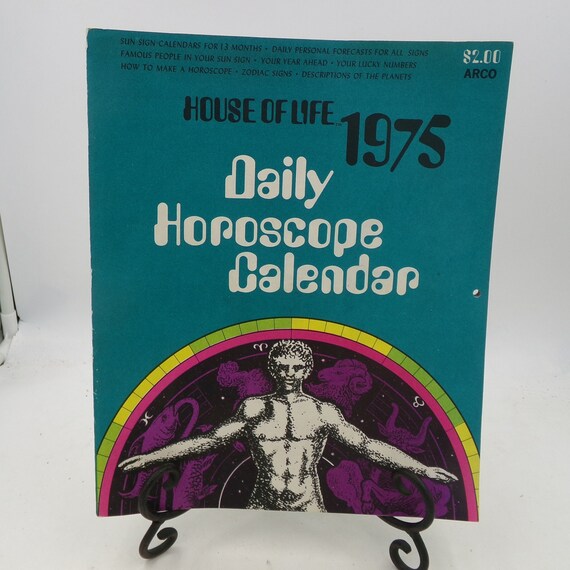 SUN SIGN CALENDARS FOR 12 MONTHS • DAILY PERSONAL FORECASTS FOR ALL SIGNS
FAMOUS PEOPLE IN YOUR SUN SIGN • YOUR YEAR AHEAD • YOUR LUCKY NUMBERS
HOW TO MAKE A HOROSCOPE • ZODIAC SIGNS • DESCRIPTIONS OF THE PLANETS
$2.00
ARCO
HOUSE OF LIFE
1975
Daily
Horoscope
Calendar